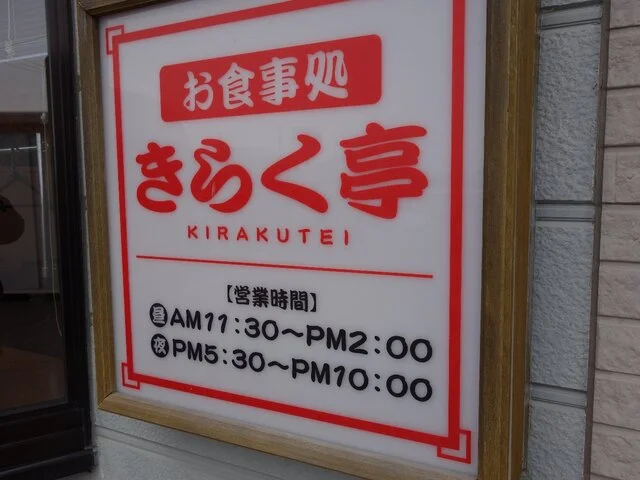 お食事処
きらく亭
KIRAKUTEI
【営業時間】
昼AM11:30〜PM2:00
夜PM5:30〜PM10:00